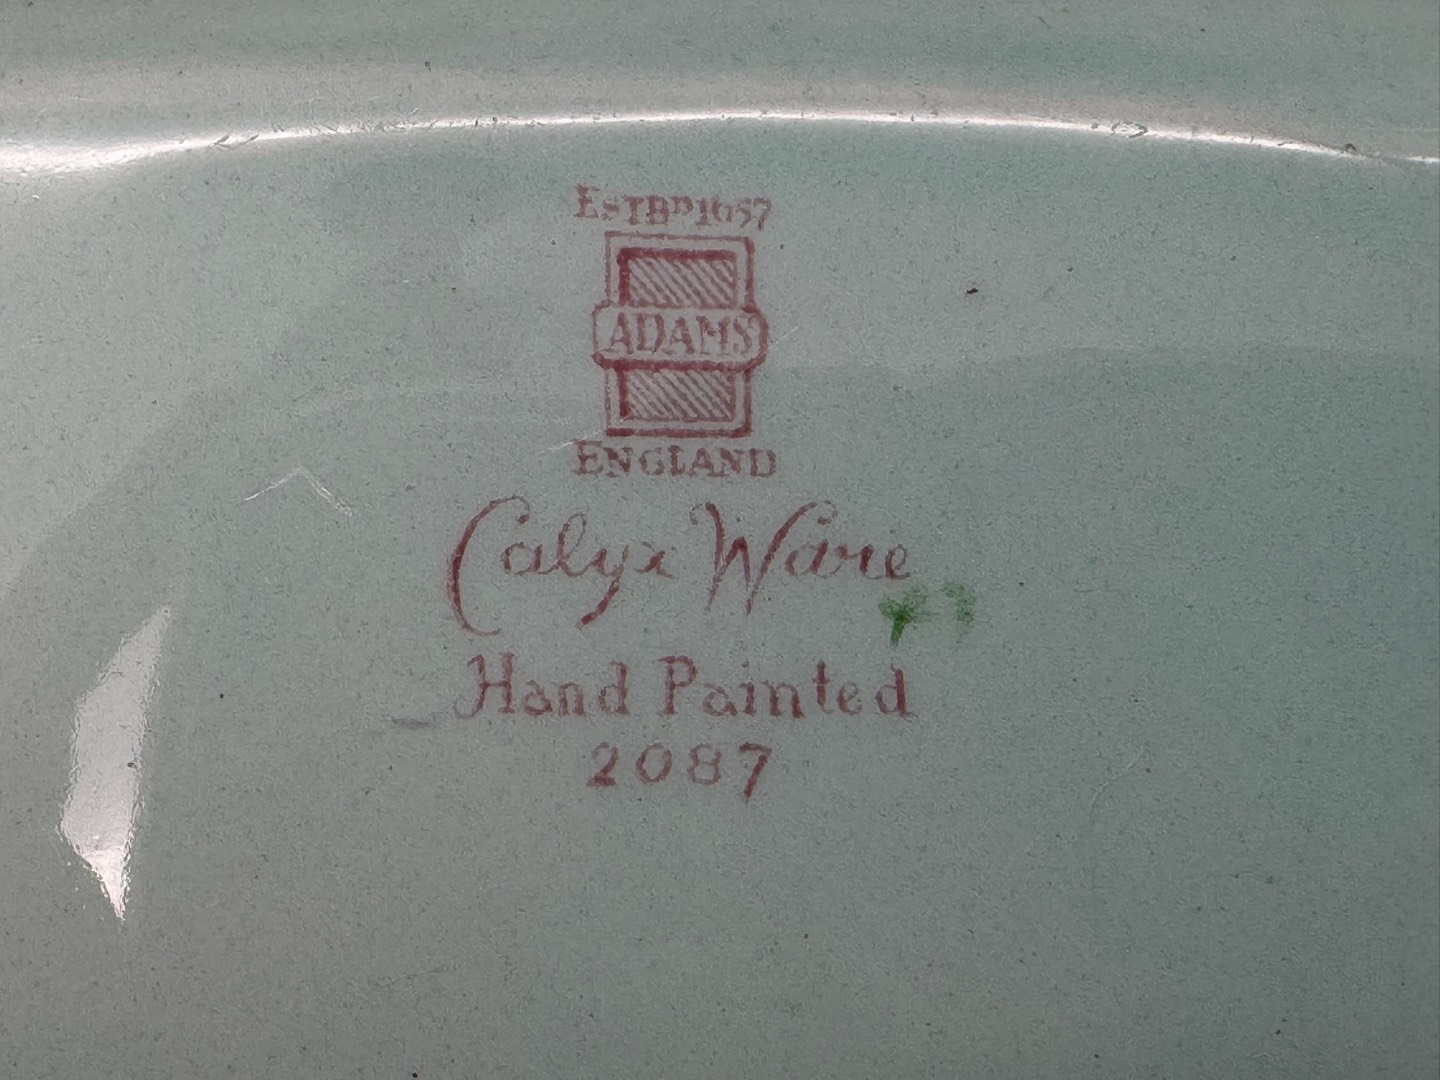 ESTBD 1657
ADAMS
ENGLAND
Calyx Ware
Hand Painted
2087